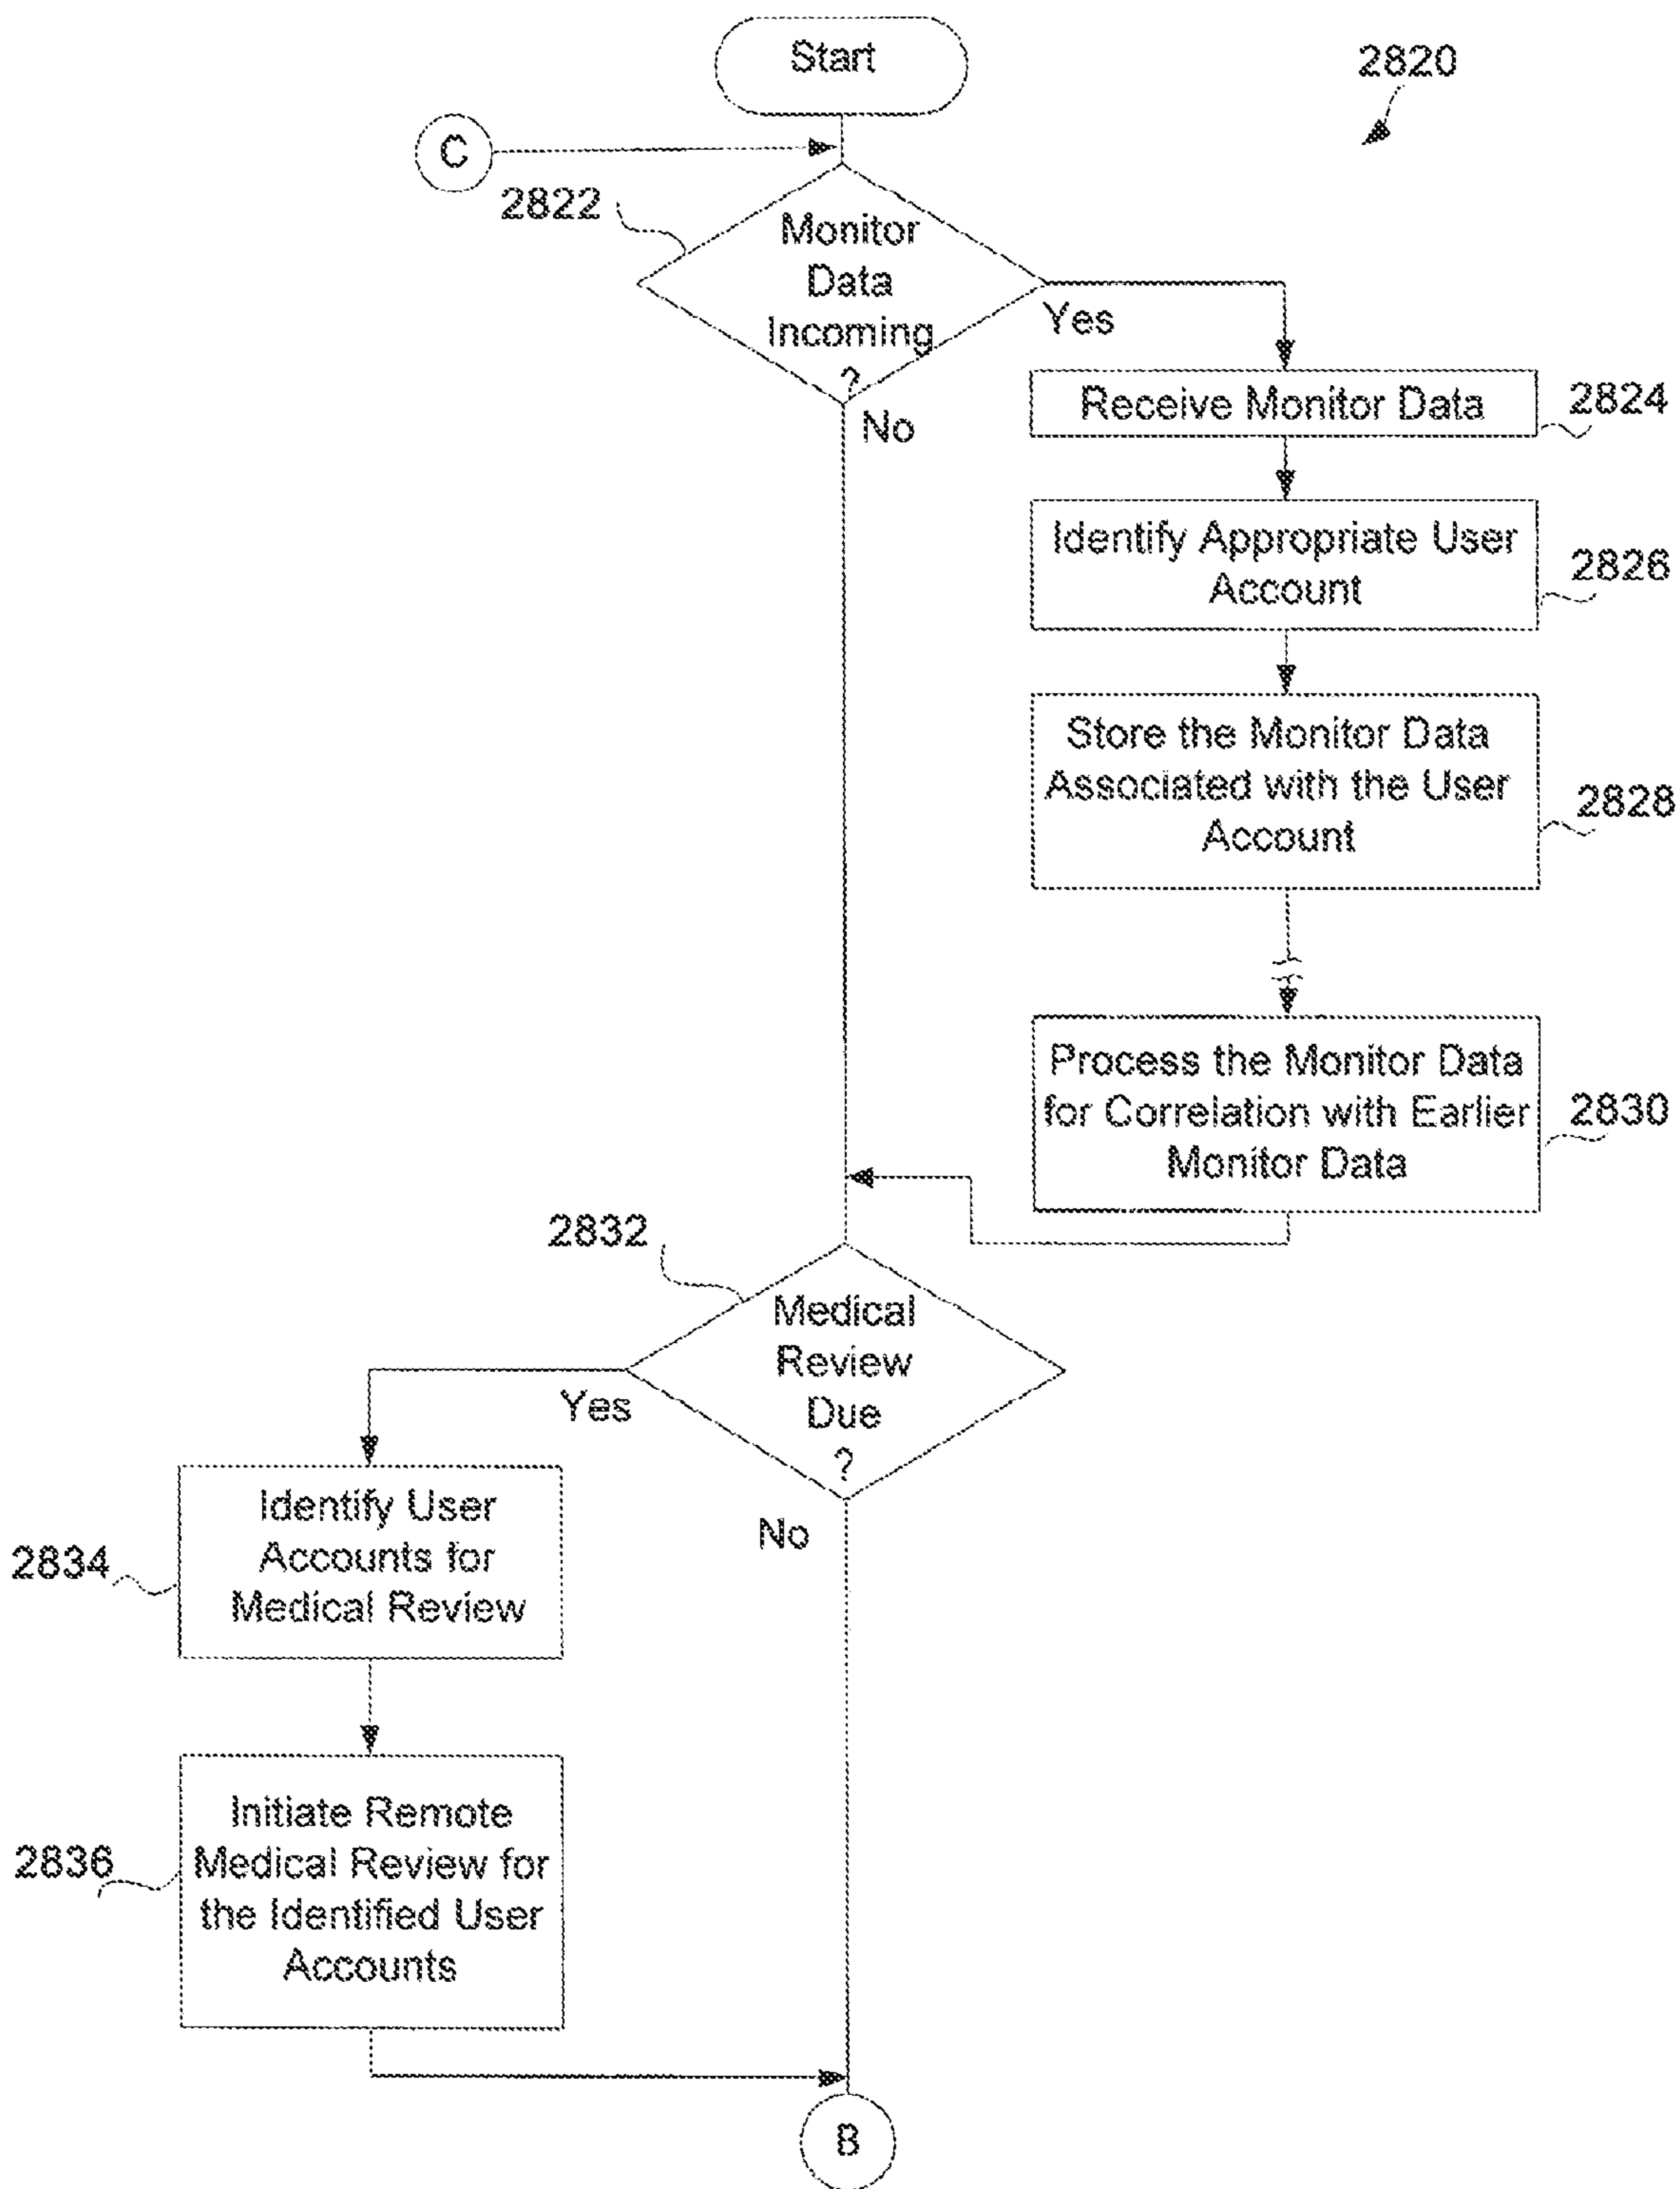 Start
2820
C
2822
Monitor
Data
Incoming
?
Yes
No
Receive Monitor Data
2824
Identify Appropriate User
Account
2826
Store the Monitor Data
Associated with the User
Account
2828
Process the Monitor Data
for Correlation with Earlier
Monitor Data
2830
2832
Medical
Review
Due
?
Yes
No
Identify User
Accounts for
Medical Review
2834
Initiate Remote
Medical Review for
the Identified User
Accounts
2836
B